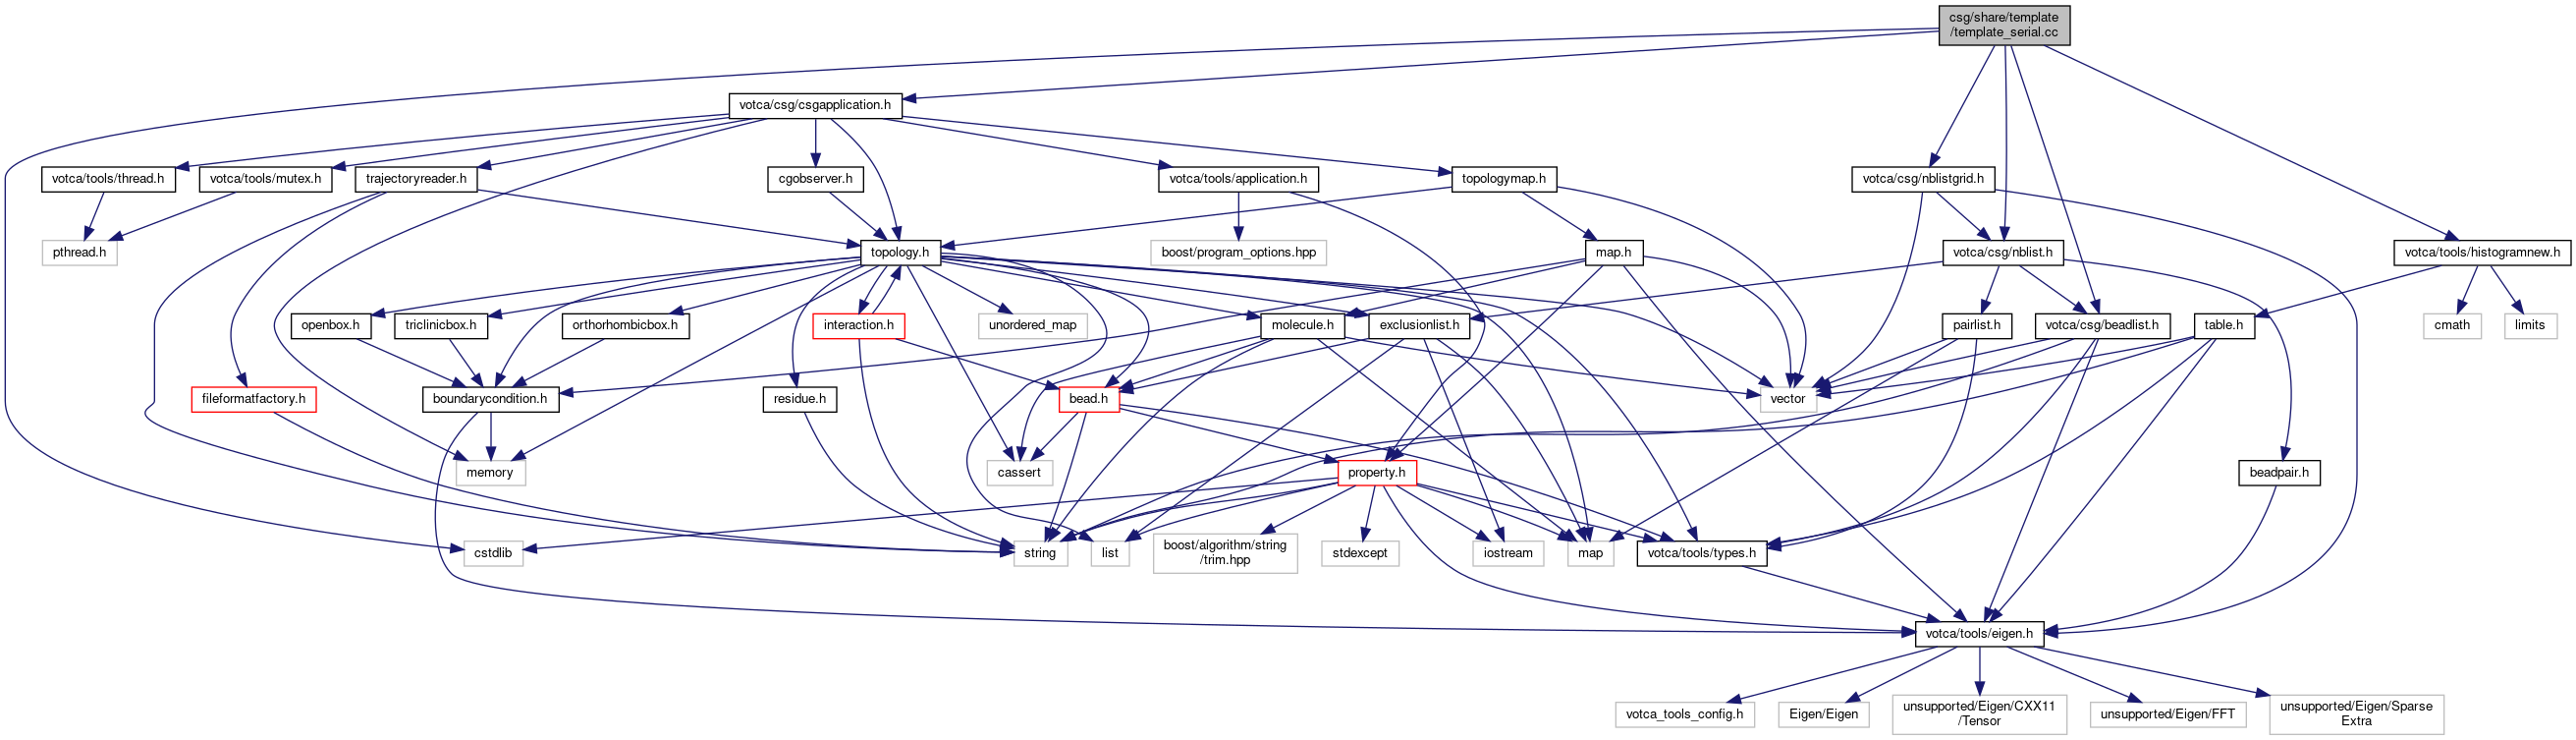 csg/share/template
/template_serial.cc
votca/csg/csgapplication.h
votca/tools/thread.h
votca/tools/mutex.h
trajectoryreader.h
cgobserver.h
votca/tools/application.h
topologymap.h
votca/csg/nblistgrid.h
pthread.h
topology.h
boost/program_options.hpp
map.h
votca/csg/nblist.h
votca/tools/histogramnew.h
openbox.h
triclinicbox.h
orthorhombicbox.h
interaction.h
unordered_map
molecule.h
exclusionlist.h
pairlist.h
votca/csg/beadlist.h
table.h
cmath
limits
fileformatfactory.h
boundarycondition.h
residue.h
bead.h
vector
memory
cassert
property.h
beadpair.h
cstdlib
string
list
boost/algorithm/string
/trim.hpp
stdexcept
iostream
map
votca/tools/types.h
votca/tools/eigen.h
votca_tools_config.h
Eigen/Eigen
unsupported/Eigen/CXX11
/Tensor
unsupported/Eigen/FFT
unsupported/Eigen/Sparse
Extra